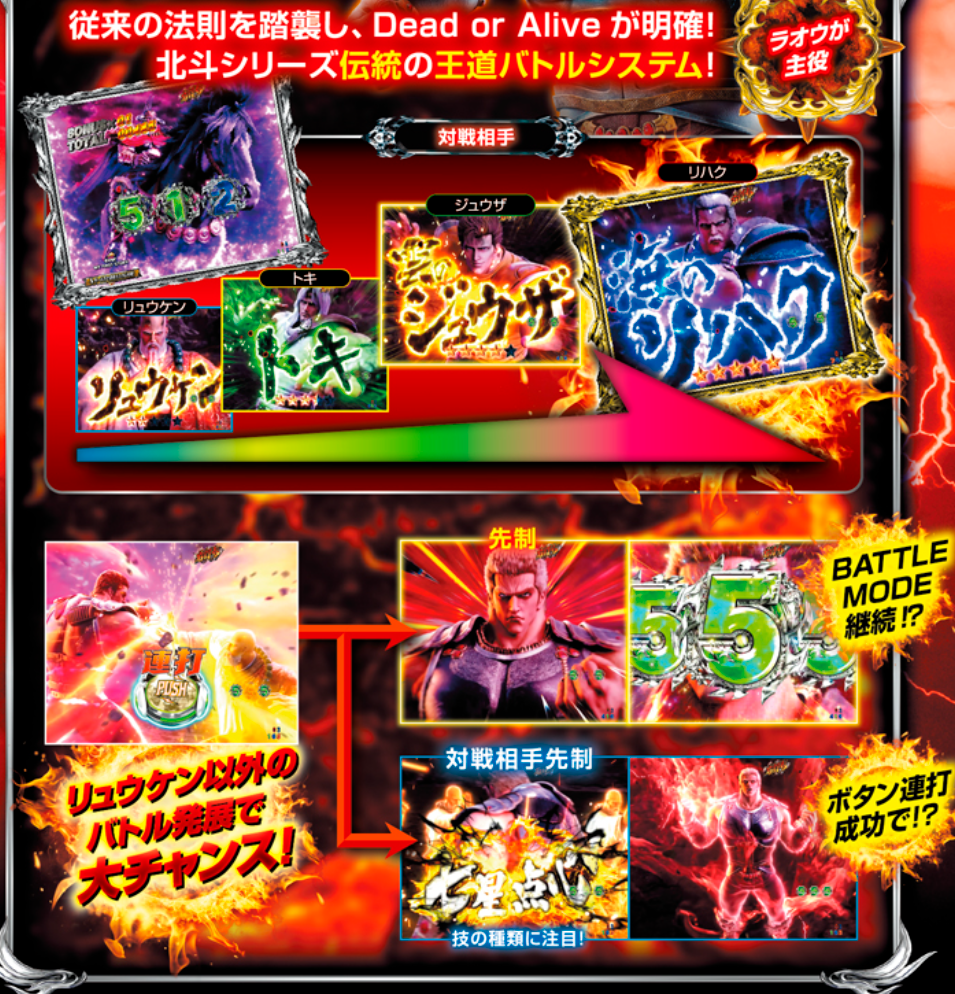 従来の法則を踏襲し、Dead or Alive が明確!
北斗シリーズ伝統の王道バトルシステム!
ラオウが
主役
対戦相手
BONUS
TOTAL
512
リュウケン
リュウケン
トキ
トキ
ジュウザ
雲の
ジュウザ
リハク
海の
リハク
連打
PUSH
リュウケン以外の
バトル発展で
大チャンス!
先制
555
BATTLE
MODE
継続!?
対戦相手先制
七星点心
技の種類に注目!
ボタン連打
成功で!?